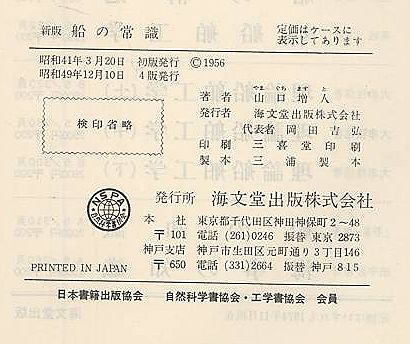 新版 船の常識
定価はケースに
表示してあります
昭和41年3月20日 初版発行 ©1956
昭和49年12月10日 4版発行
検印省略
やま ぐち ます と
著者 山口増人
発行者 海文堂出版株式会社
代表者 岡田吉弘
印刷 三喜堂印刷
製本 三浦製本
NSPA
発行所 海文堂出版株式会社
本社 東京都千代田区神田神保町2~48
〒101 電話 (261)0246 振替 東京 2873
神戸支店 神戸市生田区元町通り3丁目146
〒650 電話 (331)2664 振替 神戸 815
PRINTED IN JAPAN
日本書籍出版協会 自然科学書協会・工学書協会 会員